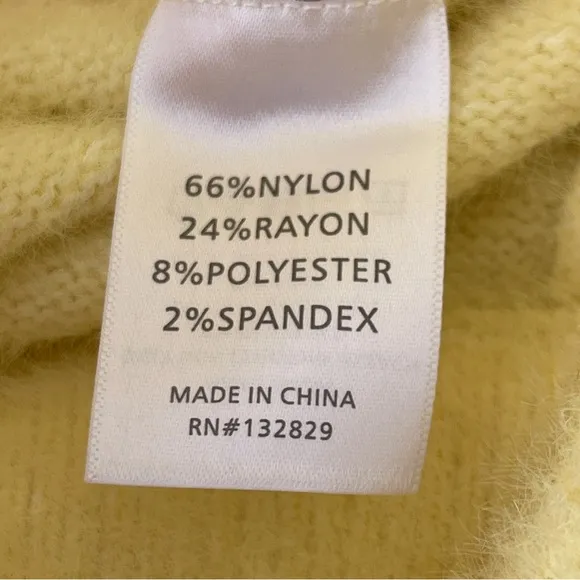 66%NYLON
24%RAYON
8%POLYESTER
2%SPANDEX
MADE IN CHINA
RN#132829